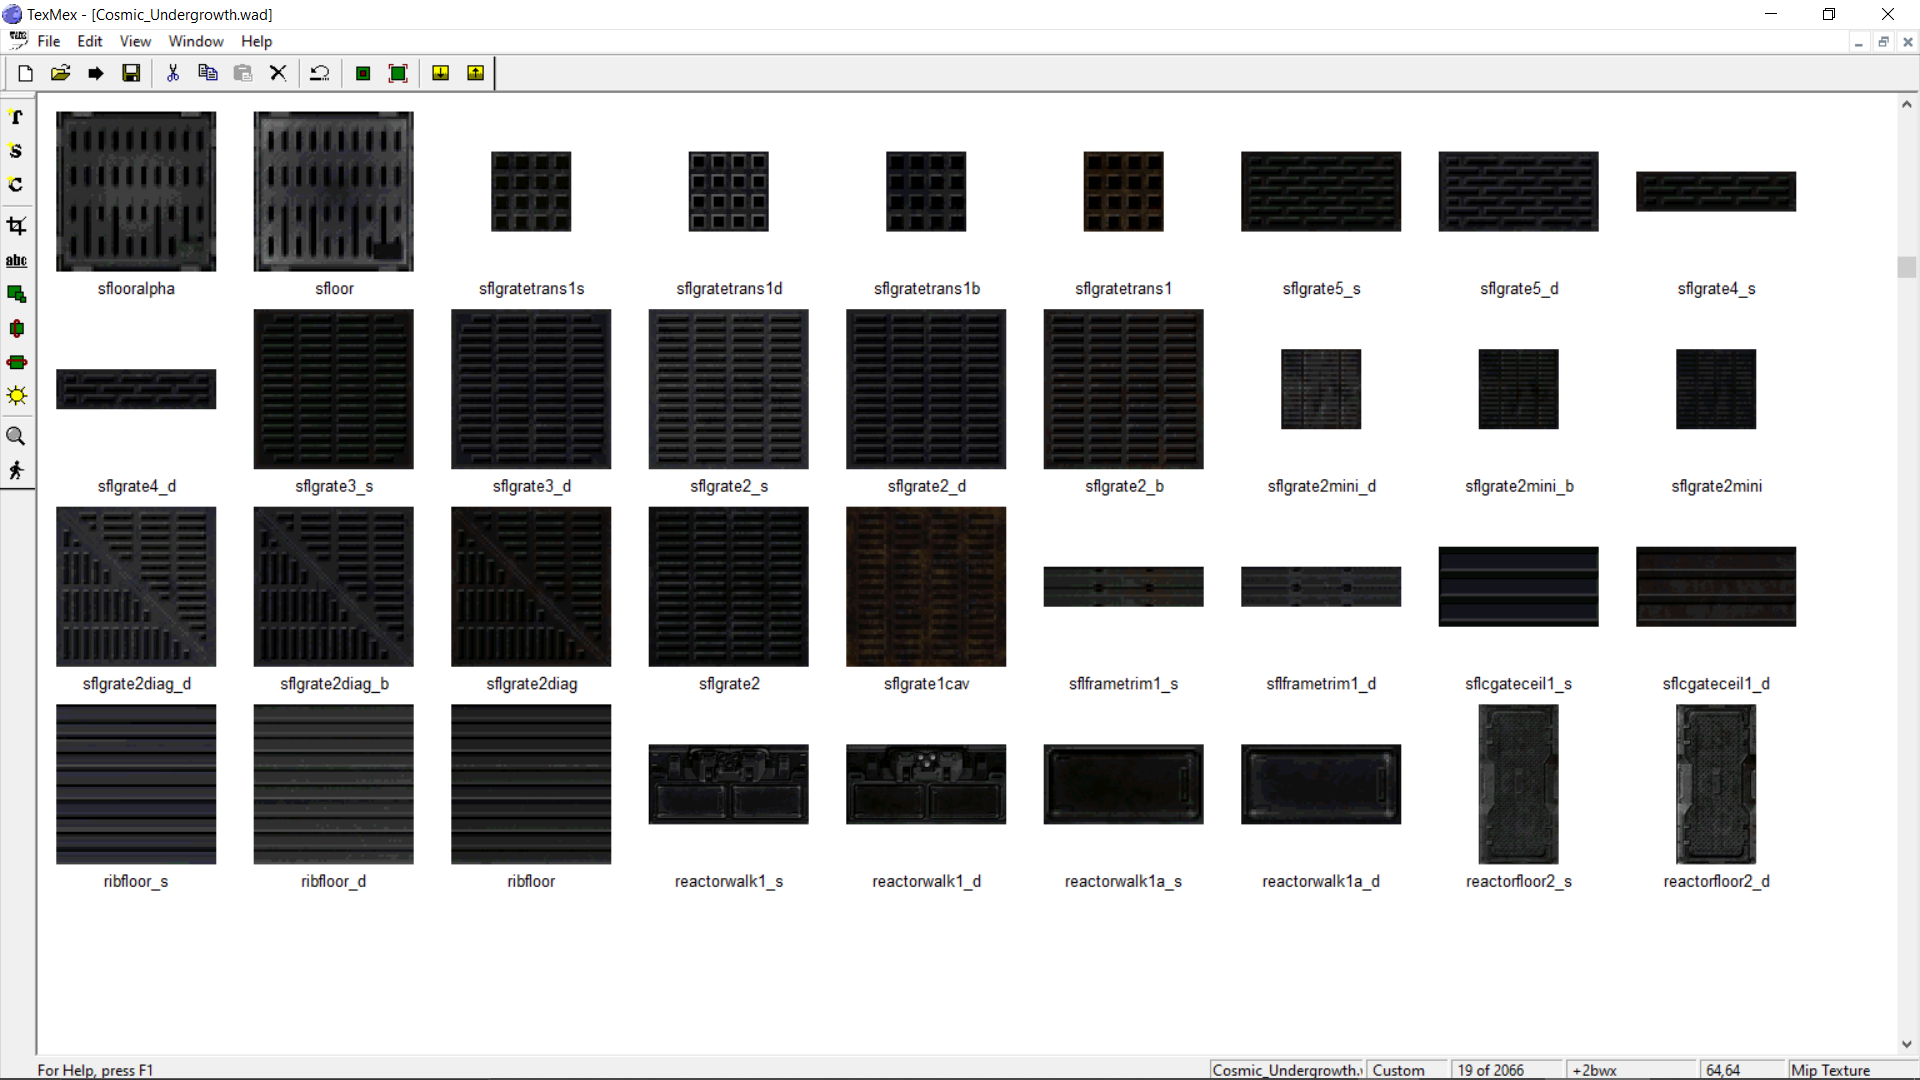 TexMex - [Cosmic_Undergrowth.wad]
File Edit View Window Help
T
S
C
abc
sflooralpha sfloor sflgratetrans1s sflgratetrans1d sflgratetrans1b sflgratetrans1 sflgrate5_s sflgrate5_d sflgrate4_s
sflgrate4_d sflgrate3_s sflgrate3_d sflgrate2_s sflgrate2_d sflgrate2_b sflgrate2mini_d sflgrate2mini_b sflgrate2mini
sflgrate2diag_d sflgrate2diag_b sflgrate2diag sflgrate2 sflgrate1cav sflframetrim1_s sflframetrim1_d sflcgateceil1_s sflcgateceil1_d
ribfloor_s ribfloor_d ribfloor reactorwalk1_s reactorwalk1_d reactorwalk1a_s reactorwalk1a_d reactorfloor2_s reactorfloor2_d
For Help, press F1 Cosmic_Undergrowth. Custom 19 of 2066 +2bwx 64,64 Mip Texture